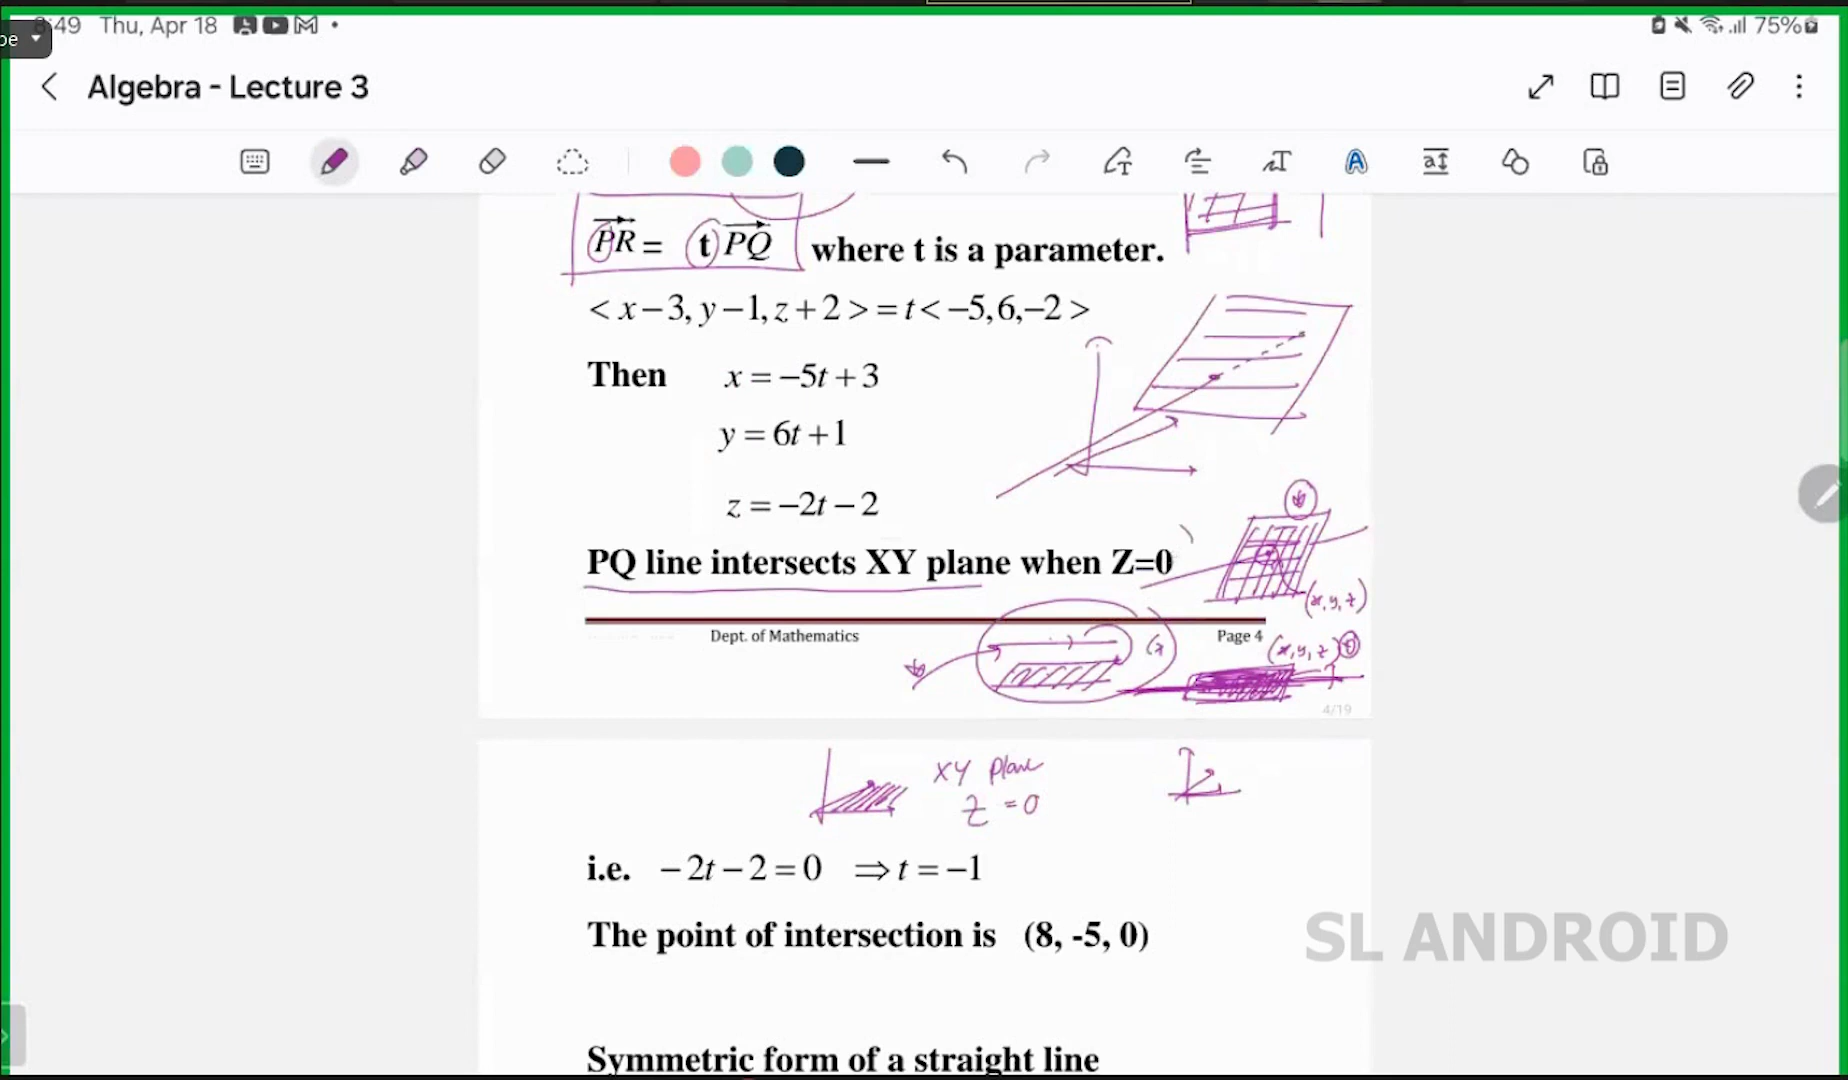 :49 Thu, Apr 18 75%
pe
Algebra - Lecture 3
PR = t PQ where t is a parameter.
< x − 3, y − 1, z + 2 > = t < −5, 6, −2 >
Then x = −5t + 3
y = 6t + 1
z = −2t − 2
PQ line intersects XY plane when Z=0
(x, y, z)
Dept. of Mathematics Page 4
(x, y, z)
4/19
XY plane
Z = 0
i.e. − 2t − 2 = 0 ⇒ t = −1
The point of intersection is (8, -5, 0)
SL ANDROID
Symmetric form of a straight line